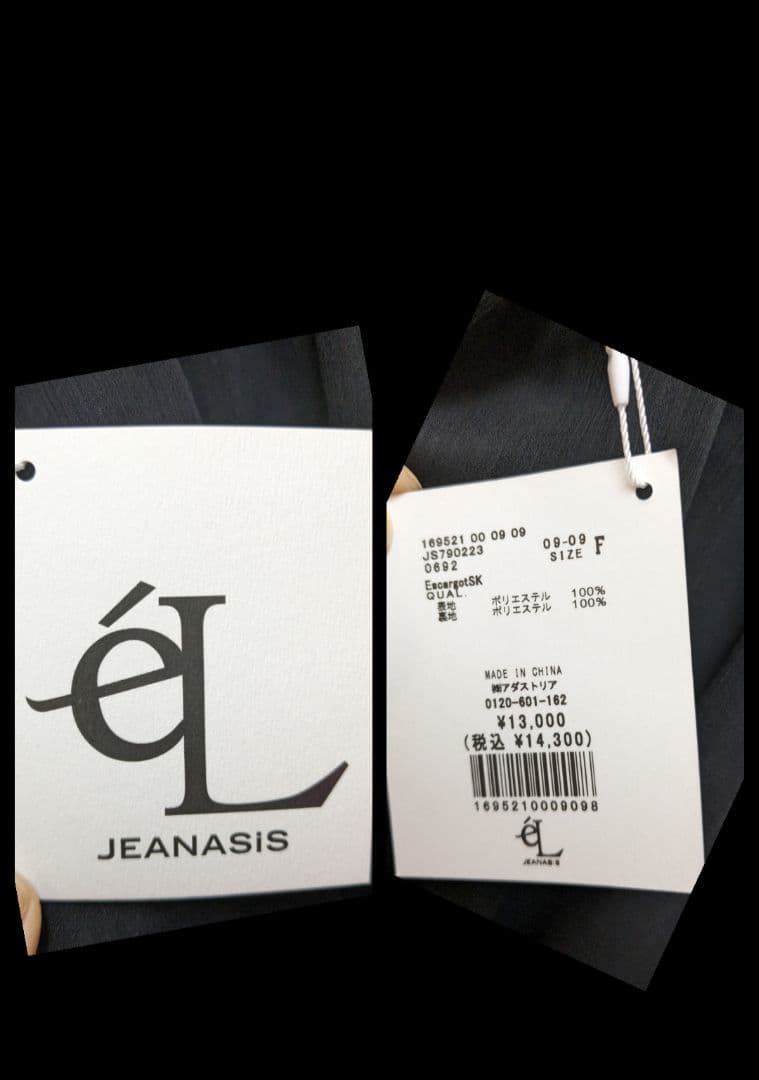 éL
JEANASiS
169521 00 09 09
JS790223
0692
09-09 F
SIZE
EscargotSK
QUAL.
表地 ポリエステル 100%
裏地 ポリエステル 100%
MADE IN CHINA
㈱アダストリア
0120-601-162
¥13,000
(税込 ¥14,300)
1695210009098
éL
JEANASiS